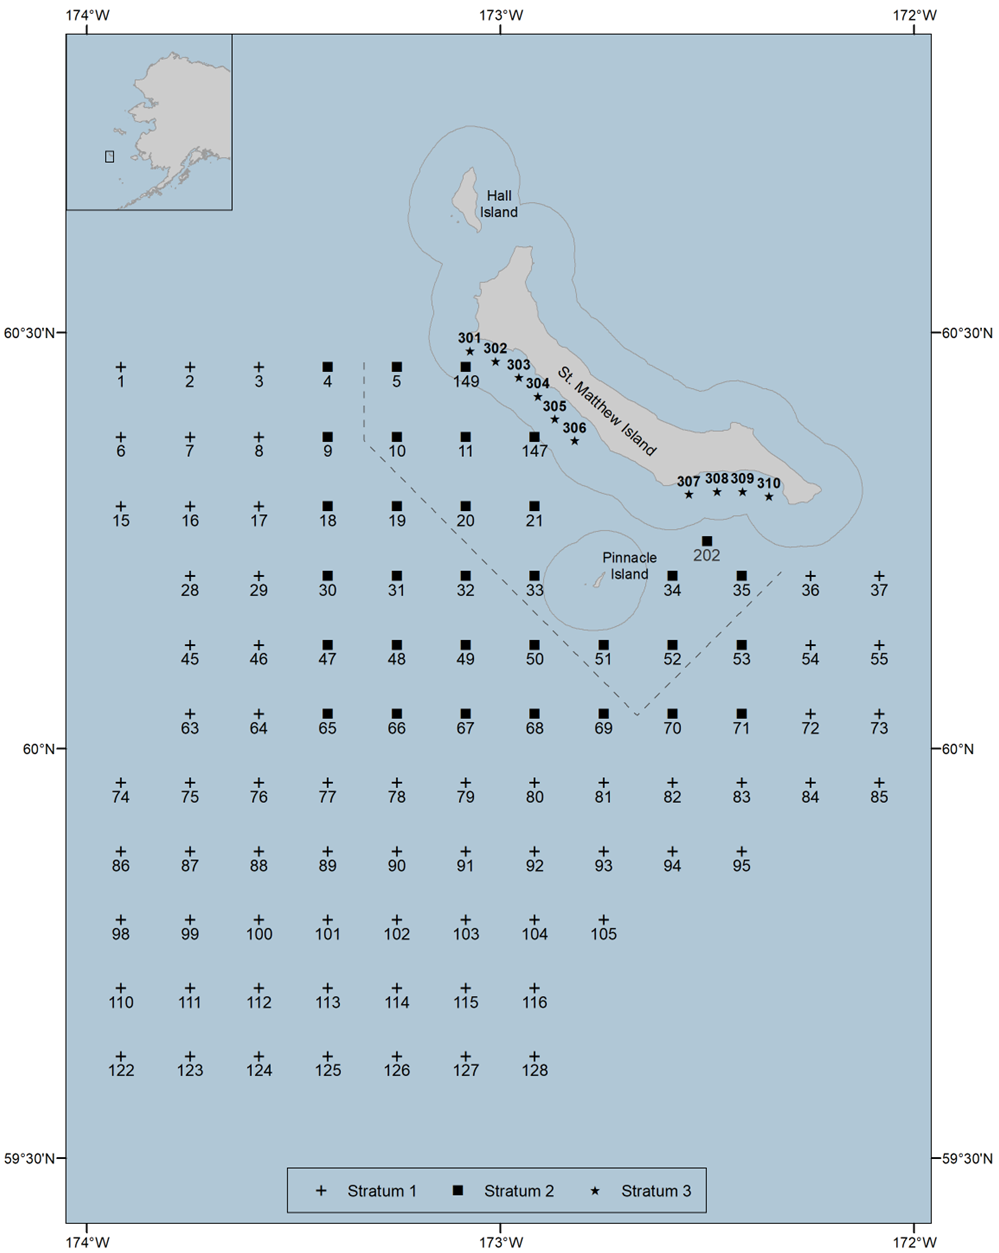 174°W 173°W 172°W
Hall
Island
60°30'N 60°30'N
301
302
303
304
305
306
St. Matthew Island
1 2 3 4 5 149
6 7 8 9 10 11 147
307 308 309 310
15 16 17 18 19 20 21
202
Pinnacle
Island
28 29 30 31 32 33 34 35 36 37
45 46 47 48 49 50 51 52 53 54 55
63 64 65 66 67 68 69 70 71 72 73
60°N 60°N
74 75 76 77 78 79 80 81 82 83 84 85
86 87 88 89 90 91 92 93 94 95
98 99 100 101 102 103 104 105
110 111 112 113 114 115 116
122 123 124 125 126 127 128
59°30'N 59°30'N
Stratum 1 Stratum 2 Stratum 3
174°W 173°W 172°W